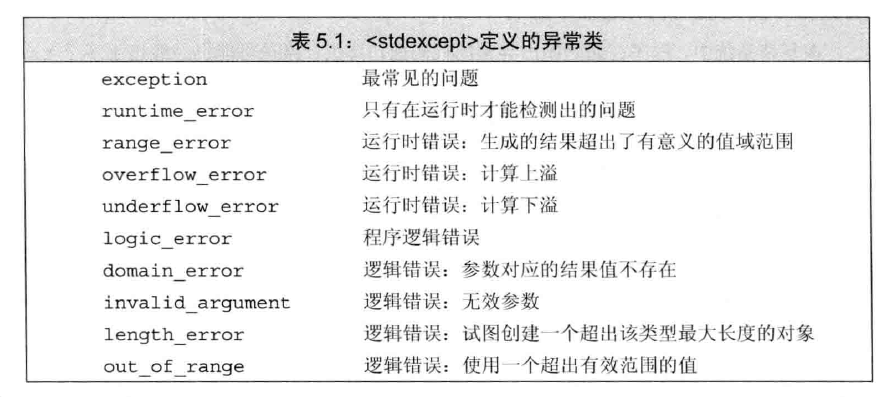 表 5.1：<stdexcept>定义的异常类
exception 最常见的问题
runtime_error 只有在运行时才能检测出的问题
range_error 运行时错误：生成的结果超出了有意义的值域范围
overflow_error 运行时错误：计算上溢
underflow_error 运行时错误：计算下溢
logic_error 程序逻辑错误
domain_error 逻辑错误：参数对应的结果值不存在
invalid_argument 逻辑错误：无效参数
length_error 逻辑错误：试图创建一个超出该类型最大长度的对象
out_of_range 逻辑错误：使用一个超出有效范围的值